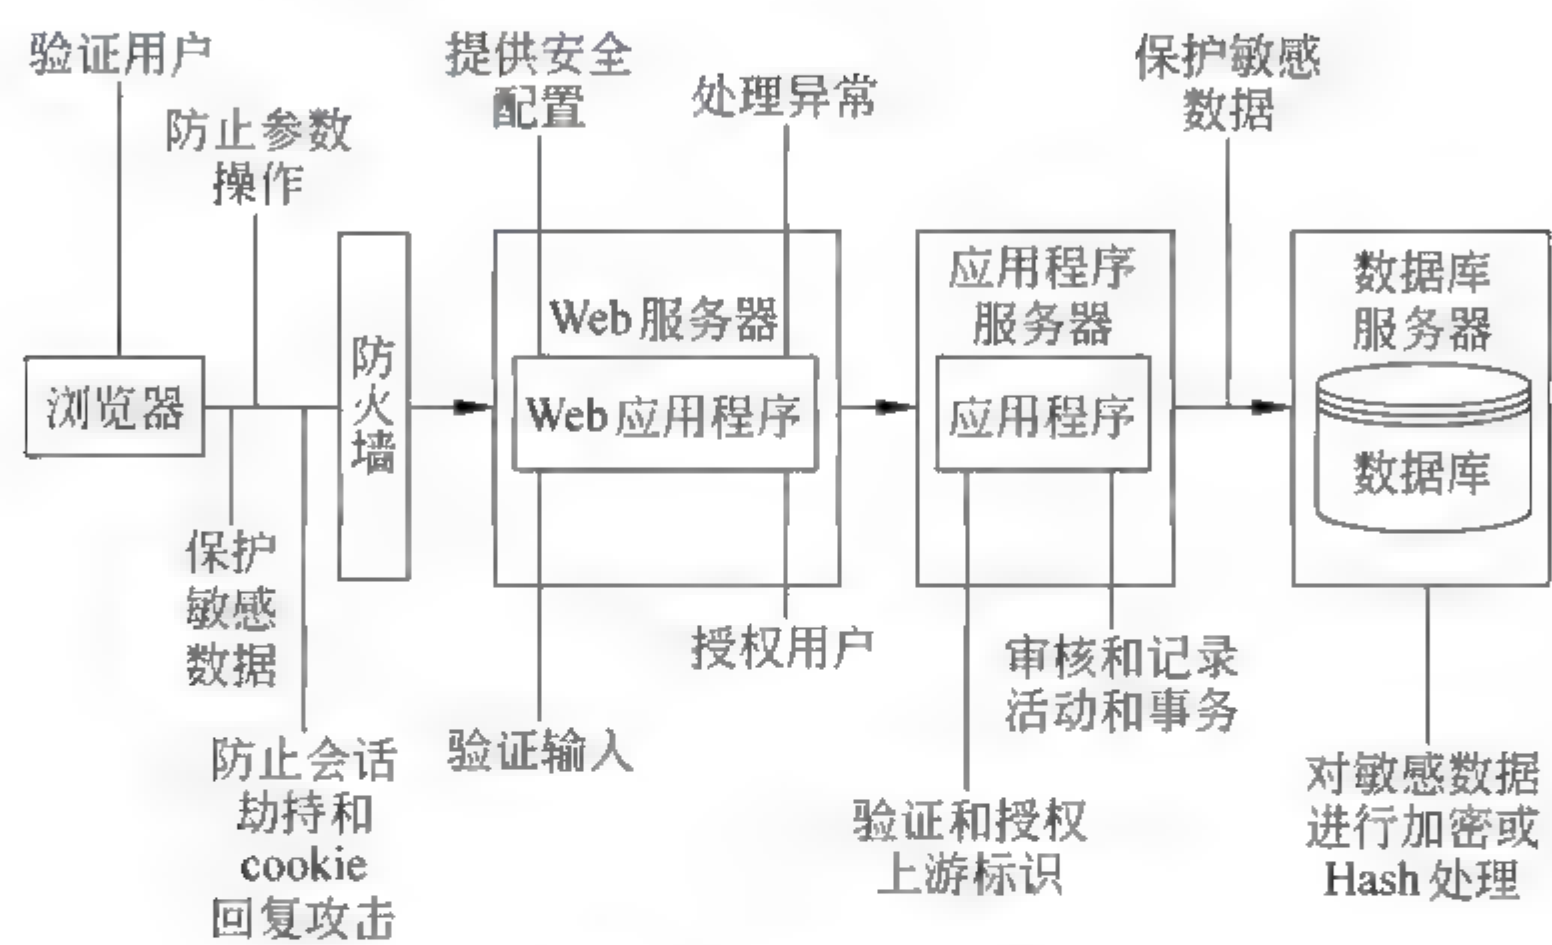 验证用户
防止参数
操作
提供安全
配置
处理异常
保护敏感
数据
浏览器
防
火
墙
Web服务器
Web应用程序
应用程序
服务器
应用程序
数据库
服务器
数据库
保护
敏感
数据
防止会话
劫持和
cookie
回复攻击
验证输入
授权用户
验证和授权
上游标识
审核和记录
活动和事务
对敏感数据
进行加密或
Hash处理